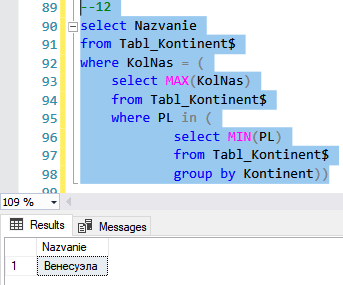 89
90 --12
91 select Nazvanie
92 from Tabl_Kontinent$
93 where KolNas = (
94 select MAX(KolNas)
95 from Tabl_Kontinent$
96 where PL in (
97 select MIN(PL)
98 from Tabl_Kontinent$
group by Kontinent))
109 %
Results Messages
Nazvanie
1 Венесуэла